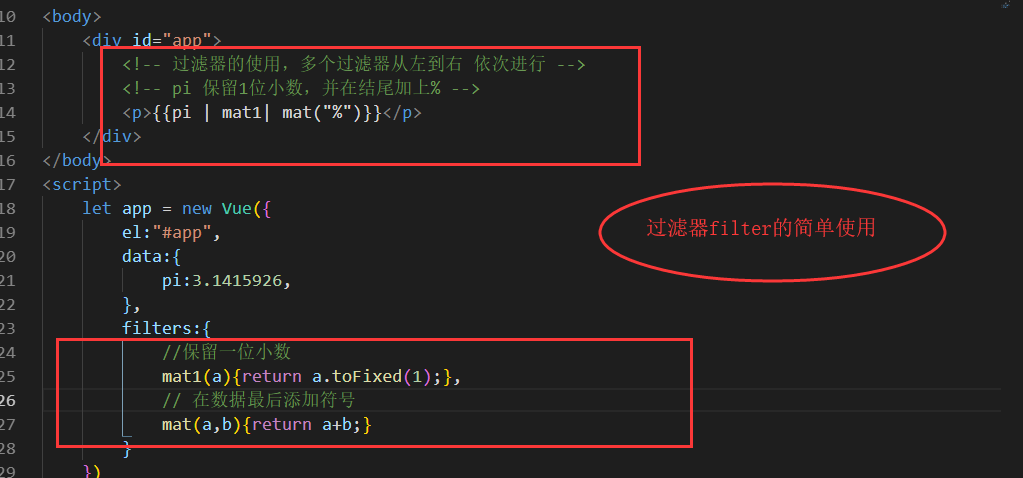 10 <body>
11 <div id="app">
12 <!-- 过滤器的使用，多个过滤器从左到右 依次进行 -->
13 <!-- pi 保留1位小数，并在结尾加上% -->
14 <p>{{pi | mat1| mat("%")}}</p>
15 </div>
16 </body>
17 <script>
18 let app = new Vue({
19 el:"#app",
20 data:{
21 pi:3.1415926,
22 },
23 filters:{
24 //保留一位小数
25 mat1(a){return a.toFixed(1);},
26 // 在数据最后添加符号
27 mat(a,b){return a+b;}
28 }
29 })
过滤器filter的简单使用